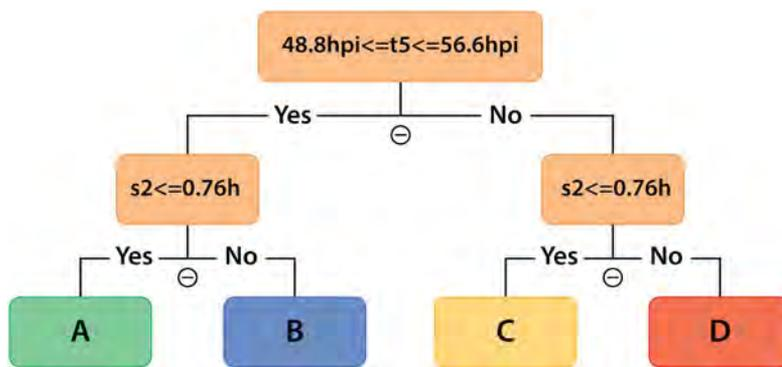 48.8hpi<=t5<=56.6hpi
Yes
No
s2<=0.76h
s2<=0.76h
Yes
No
Yes
No
A
B
C
D